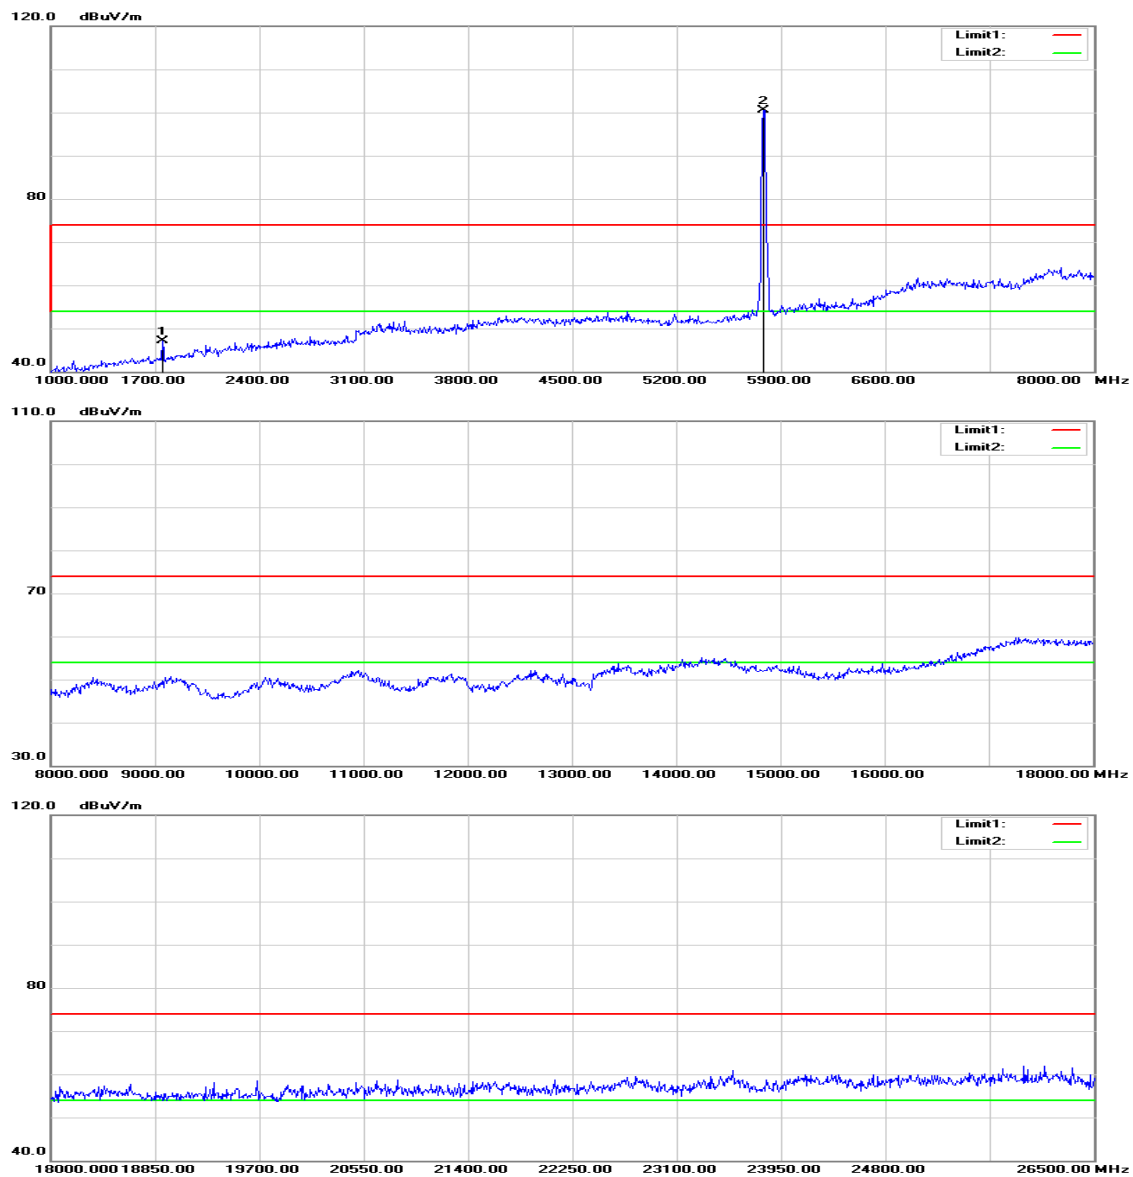 120.0 dBuV/m
Limit1:
Limit2:
2
80
1
40.0
1000.000 1700.00 2400.00 3100.00 3800.00 4500.00 5200.00 5900.00 6600.00 8000.00 MHz
110.0 dBuV/m
Limit1:
Limit2:
70
30.0
8000.000 9000.00 10000.00 11000.00 12000.00 13000.00 14000.00 15000.00 16000.00 18000.00 MHz
120.0 dBuV/m
Limit1:
Limit2:
80
40.0
18000.000 18850.00 19700.00 20550.00 21400.00 22250.00 23100.00 23950.00 24800.00 26500.00 MHz